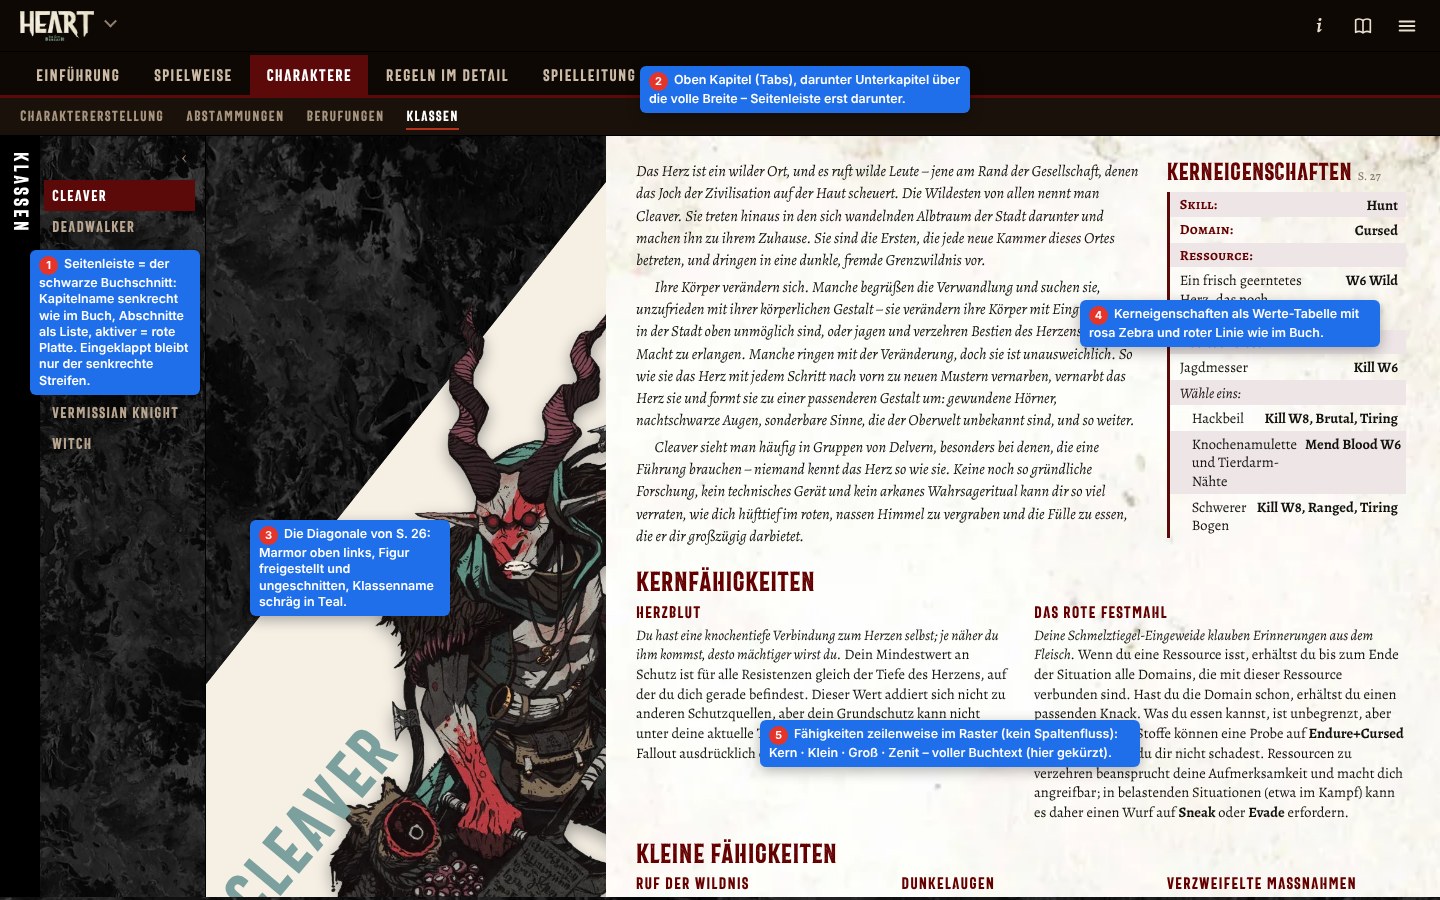 HEART
i
EINFÜHRUNG
SPIELWEISE
CHARAKTERE
REGELN IM DETAIL
SPIELLEITUNG
2 Oben Kapitel (Tabs), darunter Unterkapitel über
die volle Breite – Seitenleiste erst darunter.
CHARAKTERERSTELLUNG
ABSTAMMUNGEN
BERUFUNGEN
KLASSEN
KLASSEN
CLEAVER
DEADWALKER
1 Seitenleiste = der
schwarze Buchschnitt:
Kapitelname senkrecht
wie im Buch, Abschnitte
als Liste, aktiver = rote
Platte. Eingeklappt bleibt
nur der senkrechte
Streifen.
VERMISSIAN KNIGHT
WITCH
3 Die Diagonale von S. 26:
Marmor oben links, Figur
freigestellt und
ungeschnitten, Klassenname
schräg in Teal.
CLEAVER
Das Herz ist ein wilder Ort, und es ruft wilde Leute – jene am Rand der Gesellschaft, denen
das Joch der Zivilisation auf der Haut scheuert. Die Wildesten von allen nennt man
Cleaver. Sie treten hinaus in den sich wandelnden Albtraum der Stadt darunter und
machen ihn zu ihrem Zuhause. Sie sind die Ersten, die jede neue Kammer dieses Ortes
betreten, und dringen in eine dunkle, fremde Grenzwildnis vor.
Ihre Körper verändern sich. Manche begrüßen die Verwandlung und suchen sie,
unzufrieden mit ihrer körperlichen Gestalt – sie verändern ihre Körper mit
in der Stadt oben unmöglich sind, oder jagen und verzehren Bestien des
Macht zu erlangen. Manche ringen mit der Veränderung, doch sie ist unausweichlich. So
wie sie das Herz mit jedem Schritt nach vorn zu neuen Mustern vernarben, vernarbt das
Herz sie und formt sie zu einer passenderen Gestalt um: gewundene Hörner,
nachtschwarze Augen, sonderbare Sinne, die der Oberwelt unbekannt sind, und so weiter.
Cleaver sieht man häufig in Gruppen von Delvern, besonders bei denen, die eine
Führung brauchen – niemand kennt das Herz so wie sie. Keine noch so gründliche
Forschung, kein technisches Gerät und kein arkanes Wahrsageritual kann dir so viel
verraten, wie dich hüfttief im roten, nassen Himmel zu vergraben und die Fülle zu essen,
die er dir großzügig darbietet.
KERNEIGENSCHAFTEN S. 27
SKILL: Hunt
DOMAIN: Cursed
RESSOURCE:
Ein frisch geerntetes W6 Wild
Herz, das noch
4 Kerneigenschaften als Werte-Tabelle mit
rosa Zebra und roter Linie wie im Buch.
Jagdmesser Kill W6
Wähle eins:
Hackbeil Kill W8, Brutal, Tiring
Knochenamulette Mend Blood W6
und Tierdarm-
Nähte
Schwerer Kill W8, Ranged, Tiring
Bogen
KERNFÄHIGKEITEN
HERZBLUT
Du hast eine knochentiefe Verbindung zum Herzen selbst; je näher du
ihm kommst, desto mächtiger wirst du. Dein Mindestwert an
Schutz ist für alle Resistenzen gleich der Tiefe des Herzens, auf
der du dich gerade befindest. Dieser Wert addiert sich nicht zu
anderen Schutzquellen, aber dein Grundschutz kann nicht
unter deine aktuelle
Fallout ausdrücklich
DAS ROTE FESTMAHL
Deine Schmelztiegel-Eingeweide klauben Erinnerungen aus dem
Fleisch. Wenn du eine Ressource isst, erhältst du bis zum Ende
der Situation alle Domains, die mit dieser Ressource
verbunden sind. Hast du die Domain schon, erhältst du einen
passenden Knack. Was du essen kannst, ist unbegrenzt, aber
Stoffe können eine Probe auf Endure+Cursed
du dir nicht schadest. Ressourcen zu
verzehren beansprucht deine Aufmerksamkeit und macht dich
angreifbar; in belastenden Situationen (etwa im Kampf) kann
es daher einen Wurf auf Sneak oder Evade erfordern.
5 Fähigkeiten zeilenweise im Raster (kein Spaltenfluss):
Kern · Klein · Groß · Zenit – voller Buchtext (hier gekürzt).
KLEINE FÄHIGKEITEN
RUF DER WILDNIS
DUNKELAUGEN
VERZWEIFELTE MASSNAHMEN